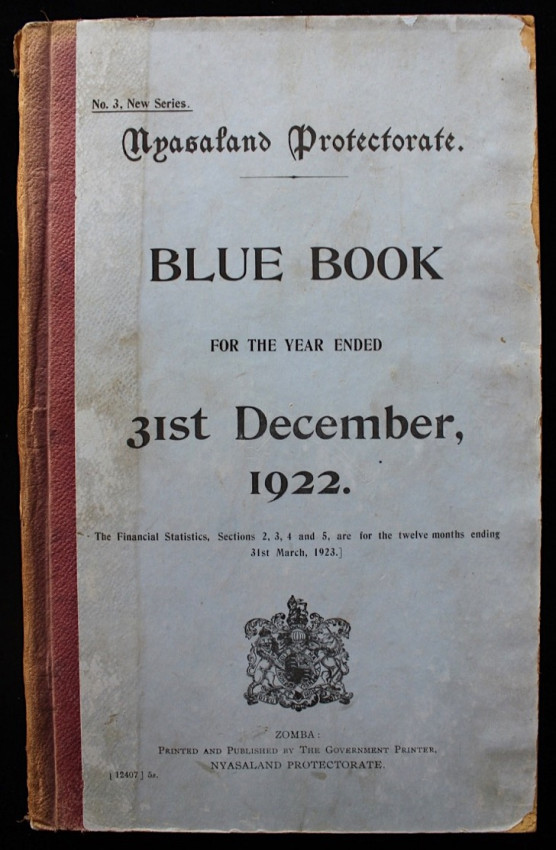 No. 3, New Series.
Nyasaland Protectorate.
BLUE BOOK
FOR THE YEAR ENDED
31st December,
1922.
The Financial Statistics, Sections 2, 3, 4 and 5, are for the twelve months ending
31st March, 1923.]
ZOMBA:
PRINTED AND PUBLISHED BY THE GOVERNMENT PRINTER,
NYASALAND PROTECTORATE.
[ 12407 ] 5s.